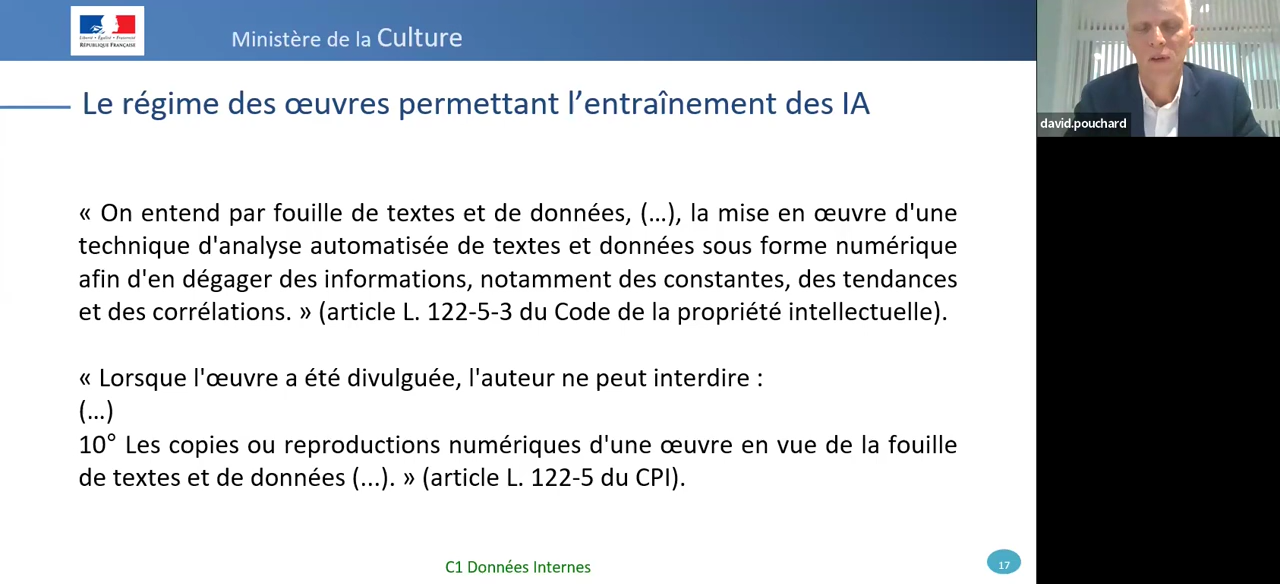 Liberté • Égalité • Fraternité
RÉPUBLIQUE FRANÇAISE
Ministère de la Culture
Le régime des œuvres permettant l’entraînement des IA
« On entend par fouille de textes et de données, (…), la mise en œuvre d'une
technique d'analyse automatisée de textes et données sous forme numérique
afin d'en dégager des informations, notamment des constantes, des tendances
et des corrélations. » (article L. 122-5-3 du Code de la propriété intellectuelle).
« Lorsque l'œuvre a été divulguée, l'auteur ne peut interdire :
(…)
10° Les copies ou reproductions numériques d'une œuvre en vue de la fouille
de textes et de données (...). » (article L. 122-5 du CPI).
C1 Données Internes
17
david.pouchard